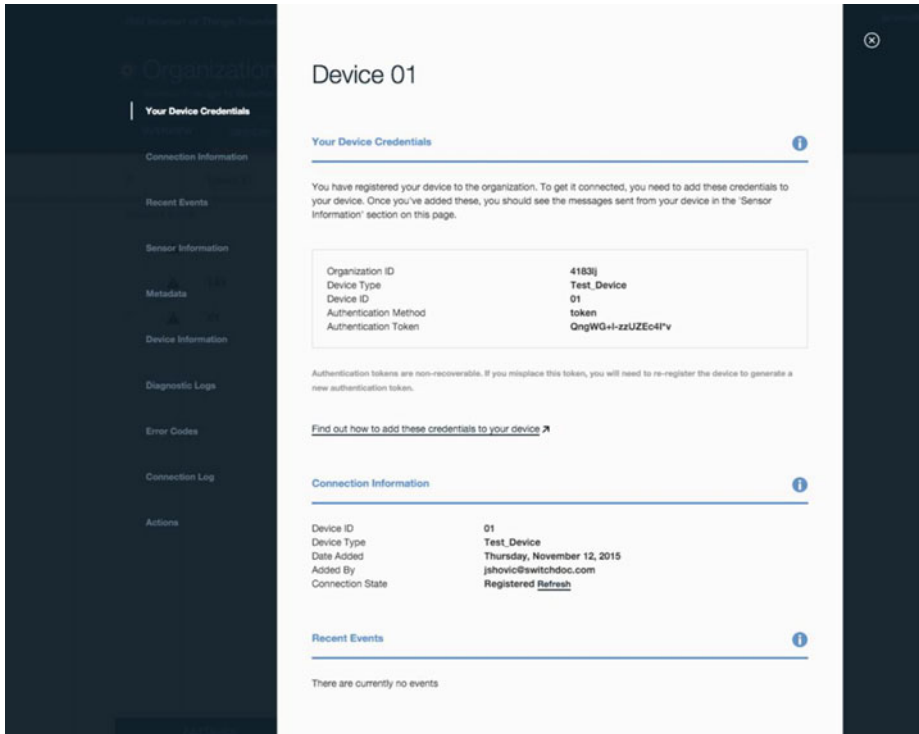 Organization
Device 01
Your Device Credentials
Connection Information
Recent Events
Sensor Information
Metadata
Device Information
Diagnostic Logs
Error Codes
Connection Log
Actions
Your Device Credentials
You have registered your device to the organization. To get it connected, you need to add these credentials to
your device. Once you've added these, you should see the messages sent from your device in the 'Sensor
Information' section on this page.
Organization ID 4183lj
Device Type Test_Device
Device ID 01
Authentication Method token
Authentication Token QngWG+l-zzUZEc4I*v
Authentication tokens are non-recoverable. If you misplace this token, you will need to re-register the device to generate a
new authentication token.
Find out how to add these credentials to your device
Connection Information
Device ID 01
Device Type Test_Device
Date Added Thursday, November 12, 2015
Added By jshovic@switchdoc.com
Connection State Registered Refresh
Recent Events
There are currently no events